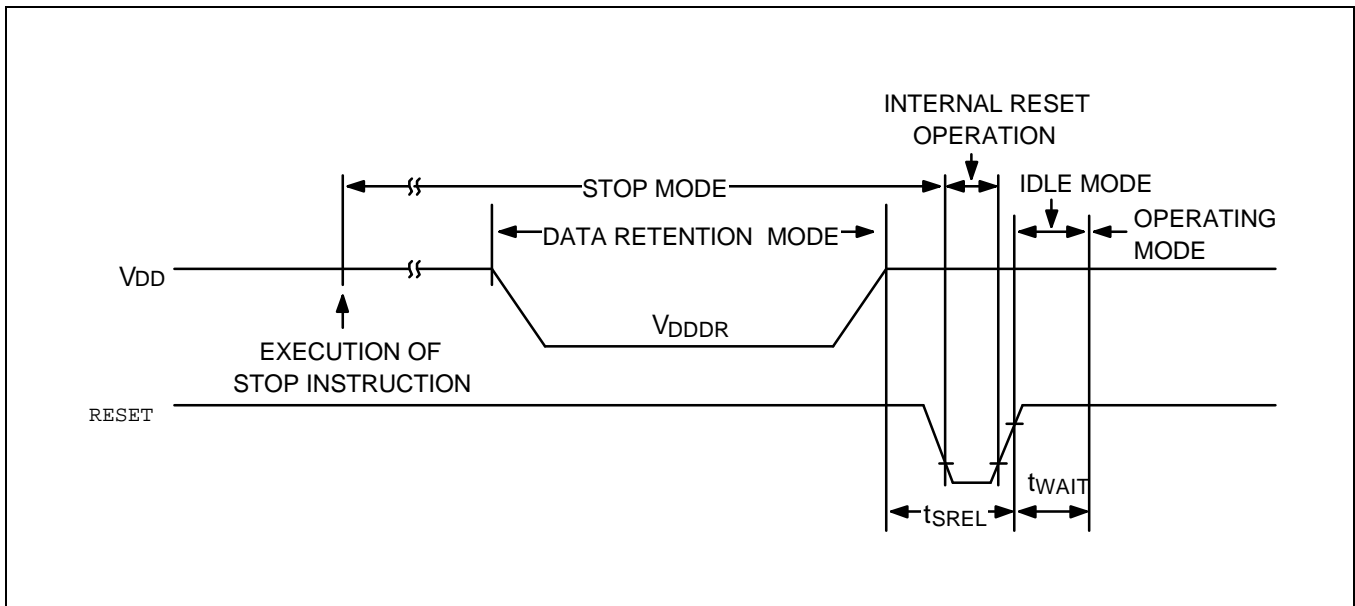 INTERNAL RESET
OPERATION
STOP MODE
IDLE MODE
DATA RETENTION MODE
OPERATING
MODE
VDD
VDDDR
EXECUTION OF
STOP INSTRUCTION
RESET
tWAIT
tSREL